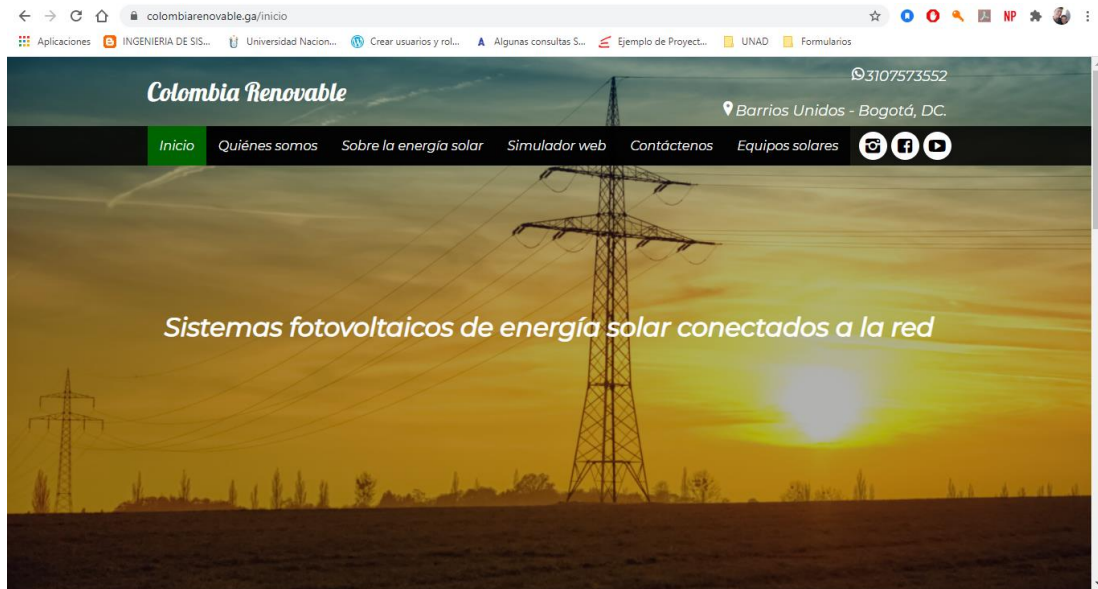 colombiarenovable.ga/inicio
NP
Aplicaciones INGENIERIA DE SIS... Universidad Nacion... Crear usuarios y rol... Algunas consultas S... Ejemplo de Proyect... UNAD Formularios
Colombia Renovable
3107573552
Barrios Unidos - Bogotá, DC.
Inicio Quiénes somos Sobre la energía solar Simulador web Contáctenos Equipos solares
Sistemas fotovoltaicos de energía solar conectados a la red